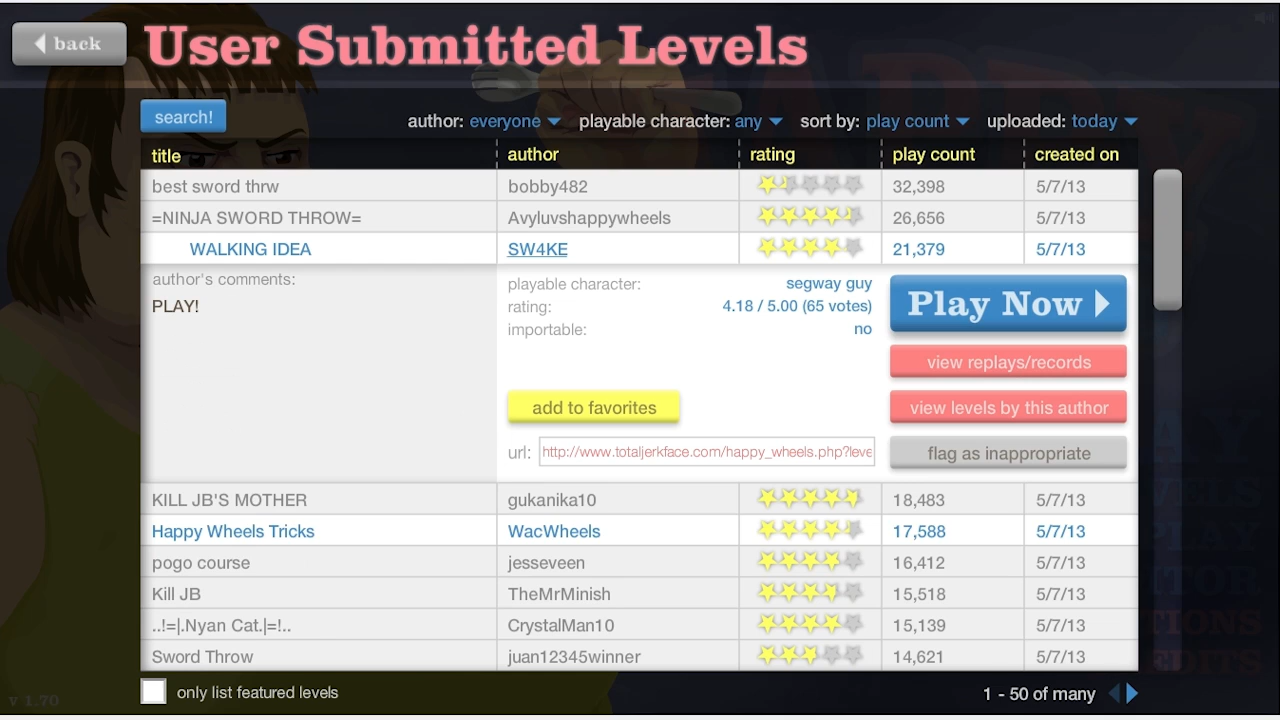 back
User Submitted Levels
search!
author: everyone playable character: any sort by: play count uploaded: today
title author rating play count created on
best sword thrw bobby482 32,398 5/7/13
=NINJA SWORD THROW= Avyluvshappywheels 26,656 5/7/13
WALKING IDEA SW4KE 21,379 5/7/13
author's comments:
PLAY!
playable character: segway guy
rating: 4.18 / 5.00 (65 votes)
importable: no
Play Now
view replays/records
add to favorites
view levels by this author
url: http://www.totaljerkface.com/happy_wheels.php?leve
flag as inappropriate
KILL JB'S MOTHER gukanika10 18,483 5/7/13
Happy Wheels Tricks WacWheels 17,588 5/7/13
pogo course jesseveen 16,412 5/7/13
Kill JB TheMrMinish 15,518 5/7/13
..!=|.Nyan Cat.|=!.. CrystalMan10 15,139 5/7/13
Sword Throw juan12345winner 14,621 5/7/13
only list featured levels
1 - 50 of many
v 1.70